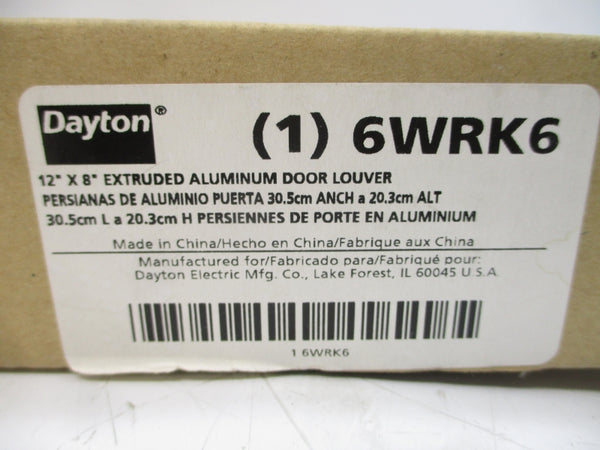 Dayton®
(1) 6WRK6
12" X 8" EXTRUDED ALUMINUM DOOR LOUVER
PERSIANAS DE ALUMINIO PUERTA 30.5cm ANCH a 20.3cm ALT
30.5cm L a 20.3cm H PERSIENNES DE PORTE EN ALUMINIUM
Made in China/Hecho en China/Fabrique aux China
Manufactured for/Fabricado para/Fabriqué pour:
Dayton Electric Mfg. Co., Lake Forest, IL 60045 U.S.A.
1 6WRK6